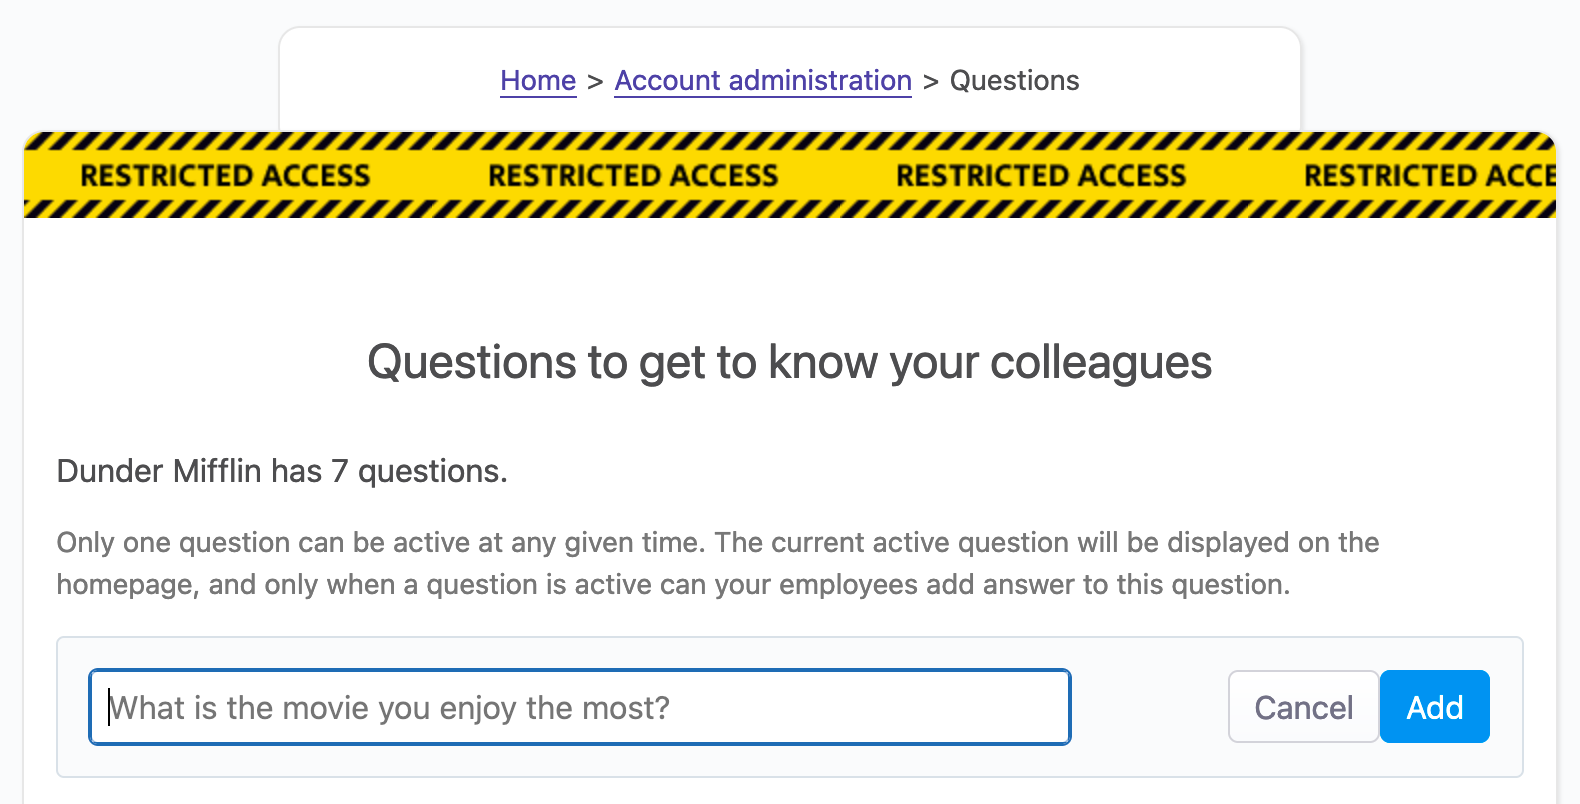 Home > Account administration > Questions
RESTRICTED ACCESS RESTRICTED ACCESS RESTRICTED ACCESS RESTRICTED ACCE
Questions to get to know your colleagues
Dunder Mifflin has 7 questions.
Only one question can be active at any given time. The current active question will be displayed on the
homepage, and only when a question is active can your employees add answer to this question.
What is the movie you enjoy the most?
Cancel Add